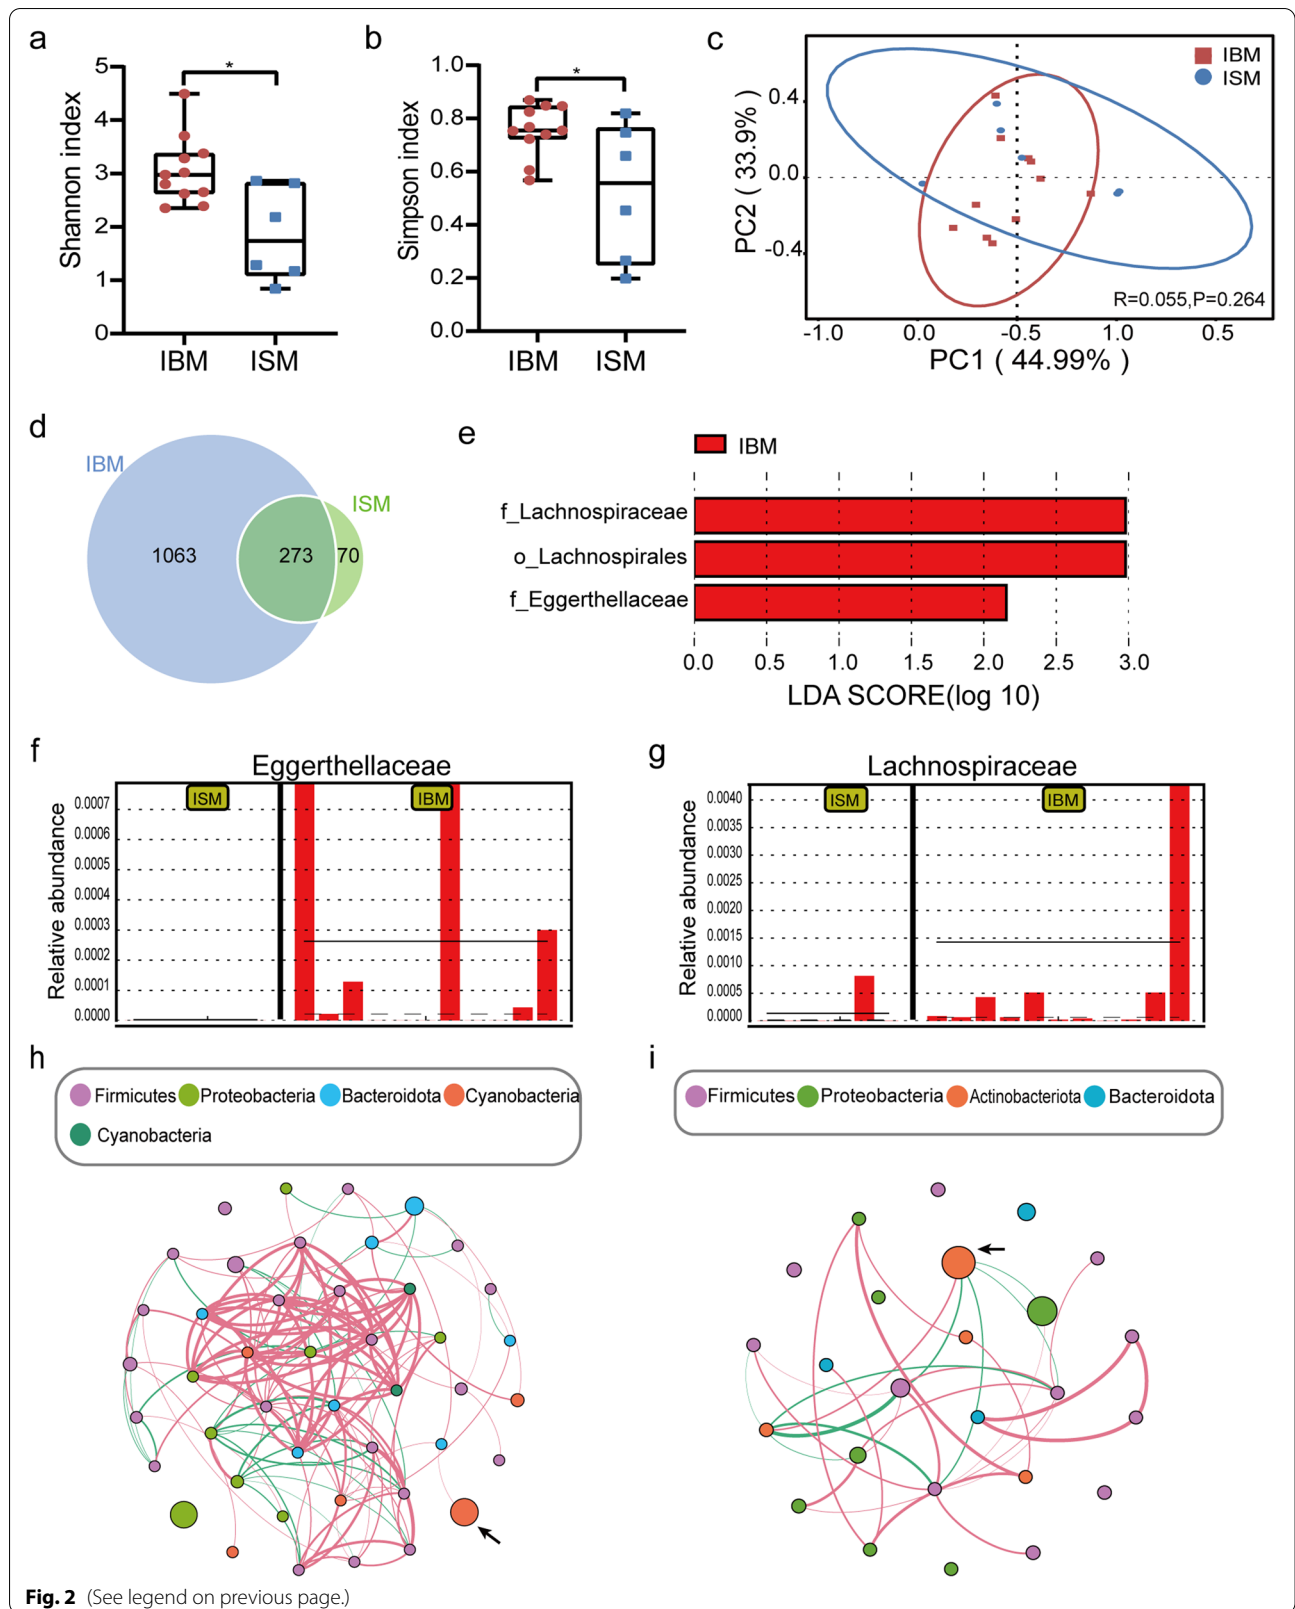 a
Shannon index
5
4
3
2
1
0
*
IBM
ISM
b
Simpson index
1.0
0.8
0.6
0.4
0.2
0.0
*
IBM
ISM
c
PC2 ( 33.9% )
0.4
0.0
-0.4
IBM
ISM
R=0.055,P=0.264
-1.0 0.0 -0.5 1.0 0.5
PC1 ( 44.99% )
d
IBM
ISM
1063 273 70
e
IBM
f_Lachnospiraceae
o_Lachnospirales
f_Eggerthellaceae
0.0 0.5 1.0 1.5 2.0 2.5 3.0
LDA SCORE(log 10)
f
Eggerthellaceae
Relative abundance
ISM IBM
0.0007
0.0006
0.0005
0.0004
0.0003
0.0002
0.0001
0.0000
g
Lachnospiraceae
Relative abundance
ISM IBM
0.0040
0.0035
0.0030
0.0025
0.0020
0.0015
0.0010
0.0005
0.0000
h
Firmicutes Proteobacteria Bacteroidota Cyanobacteria
Cyanobacteria
i
Firmicutes Proteobacteria Actinobacteriota Bacteroidota
Fig. 2 (See legend on previous page.)